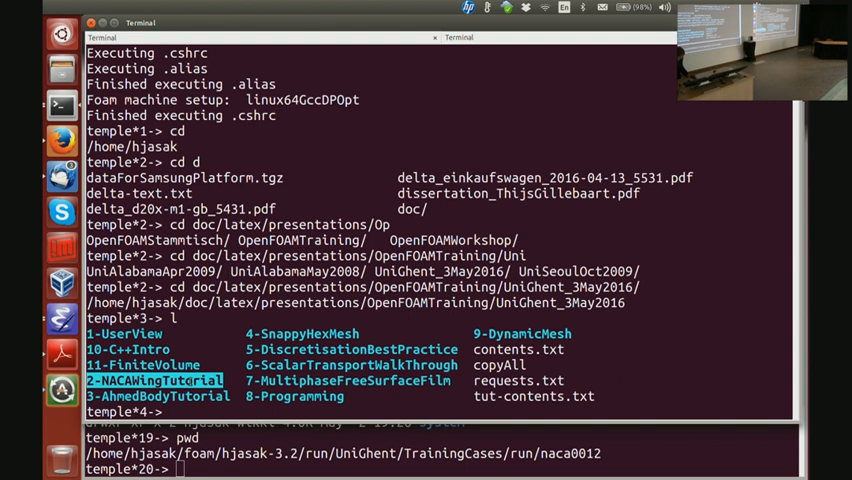 Terminal
En (98%)
Terminal × Terminal
Executing .cshrc
Executing .alias
Finished executing .alias
Foam machine setup:  linux64GccDPOpt
Finished executing .cshrc
temple*1-> cd
/home/hjasak
temple*2-> cd d
dataForSamsungPlatform.tgz delta_einkaufswagen_2016-04-13_5531.pdf
delta-text.txt dissertation_ThijsGillebaart.pdf
delta_d20x-m1-gb_5431.pdf doc/
temple*2-> cd doc/latex/presentations/Op
OpenFOAMStammtisch/ OpenFOAMTraining/ OpenFOAMWorkshop/
temple*2-> cd doc/latex/presentations/OpenFOAMTraining/Uni
UniAlabamaApr2009/ UniAlabamaMay2008/ UniGhent_3May2016/ UniSeoulOct2009/
temple*2-> cd doc/latex/presentations/OpenFOAMTraining/UniGhent_3May2016/
/home/hjasak/doc/latex/presentations/OpenFOAMTraining/UniGhent_3May2016
temple*3-> l
1-UserView 4-SnappyHexMesh 9-DynamicMesh
10-C++Intro 5-DiscretisationBestPractice contents.txt
11-FiniteVolume 6-ScalarTransportWalkThrough copyAll
2-NACAWingTutorial 7-MultiphaseFreeSurfaceFilm requests.txt
3-AhmedBodyTutorial 8-Programming tut-contents.txt
temple*4->
temple*19-> pwd
/home/hjasak/foam/hjasak-3.2/run/UniGhent/TrainingCases/run/naca0012
temple*20->